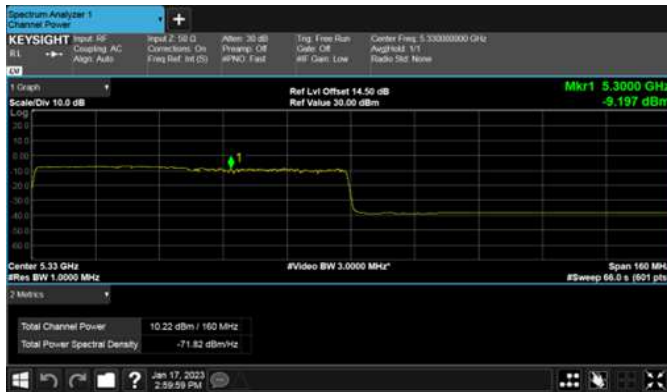 Spectrum Analyzer 1
Channel Power
+
KEYSIGHT Input: RF Input Z: 50 Ω Atten: 30 dB Trig: Free Run Center Freq: 5.330000000 GHz
RL Coupling: AC Corrections: On Preamp: Off Gate: Off Avg|Hold: 1/1
Align: Auto Freq Ref: Int (S) #PNO: Fast #IF Gain: Low Radio Std: None
1 Graph
Ref Lvl Offset 14.50 dB Mkr1 5.3000 GHz
Scale/Div 10.0 dB Ref Value 30.00 dBm -9.197 dBm
Log
20.0
10.0
0.00
-10.0
-20.0
-30.0
-40.0
-50.0
-60.0
1
Center 5.33 GHz #Video BW 3.0000 MHz* Span 160 MHz
#Res BW 1.0000 MHz #Sweep 66.0 s (601 pts)
2 Metrics
Total Channel Power 10.22 dBm / 160 MHz
Total Power Spectral Density -71.82 dBm/Hz
? Jan 17, 2023
2:59:59 PM